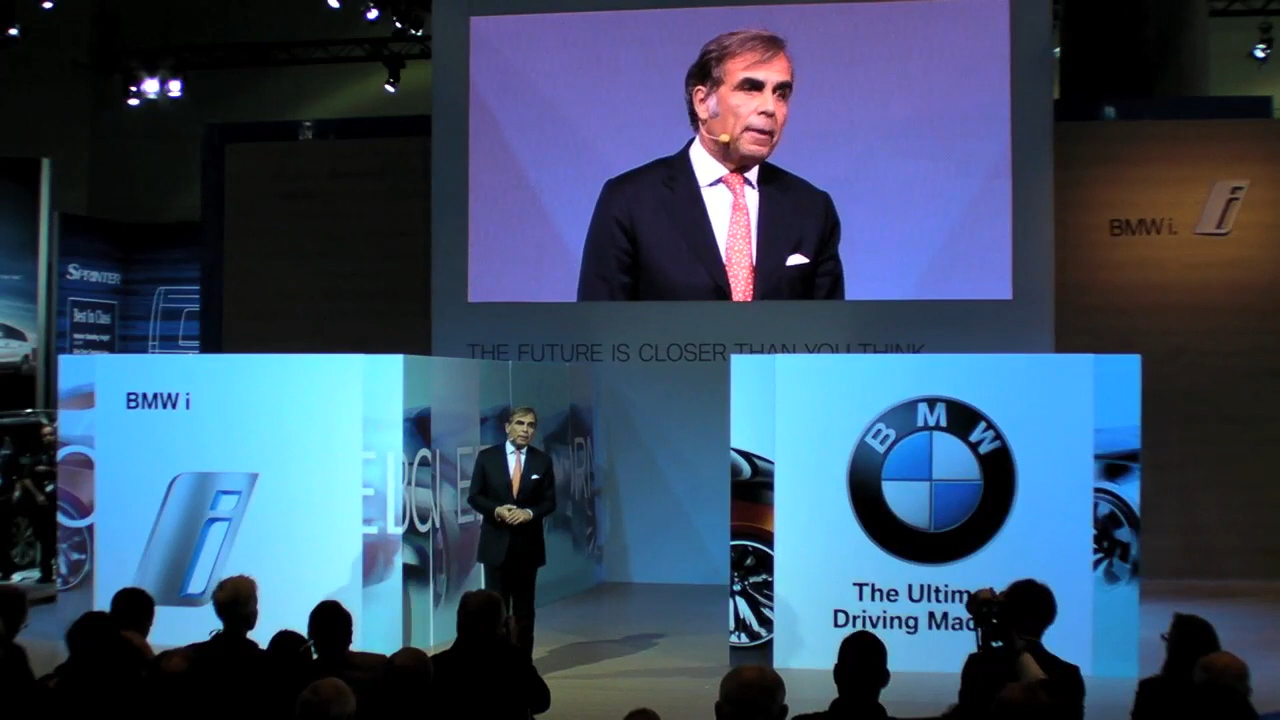 BMW i.
SPRINTER
Best In Class
THE FUTURE IS CLOSER THAN YOU THINK
BMW i
i
BMW
The Ultim
Driving Mac